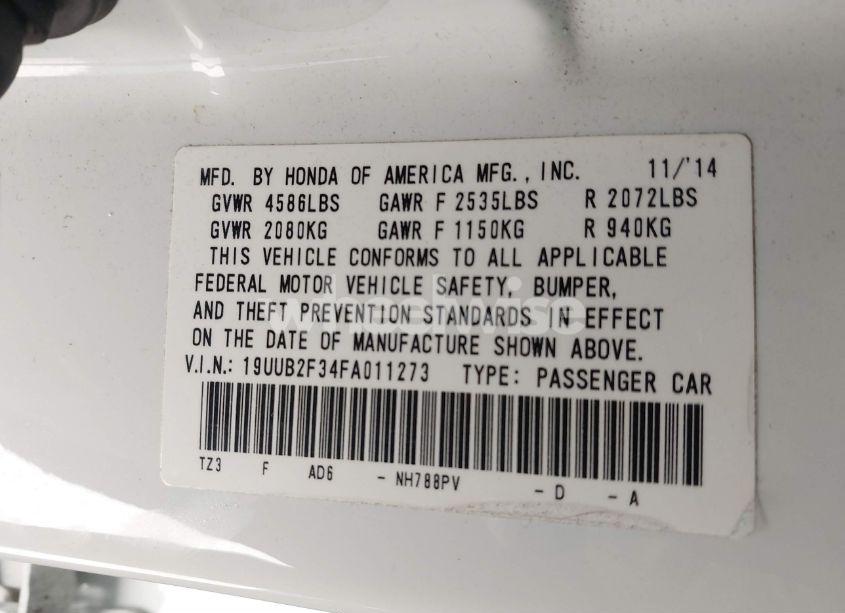 MFD. BY HONDA OF AMERICA MFG., INC. 11/'14
GVWR 4586LBS GAWR F 2535LBS R 2072LBS
GVWR 2080KG GAWR F 1150KG R 940KG
THIS VEHICLE CONFORMS TO ALL APPLICABLE
FEDERAL MOTOR VEHICLE SAFETY, BUMPER,
AND THEFT PREVENTION STANDARDS IN EFFECT
ON THE DATE OF MANUFACTURE SHOWN ABOVE.
V.I.N.: 19UUB2F34FA011273 TYPE: PASSENGER CAR
TZ3 F AD6 - NH788PV - D - A
wheelwise